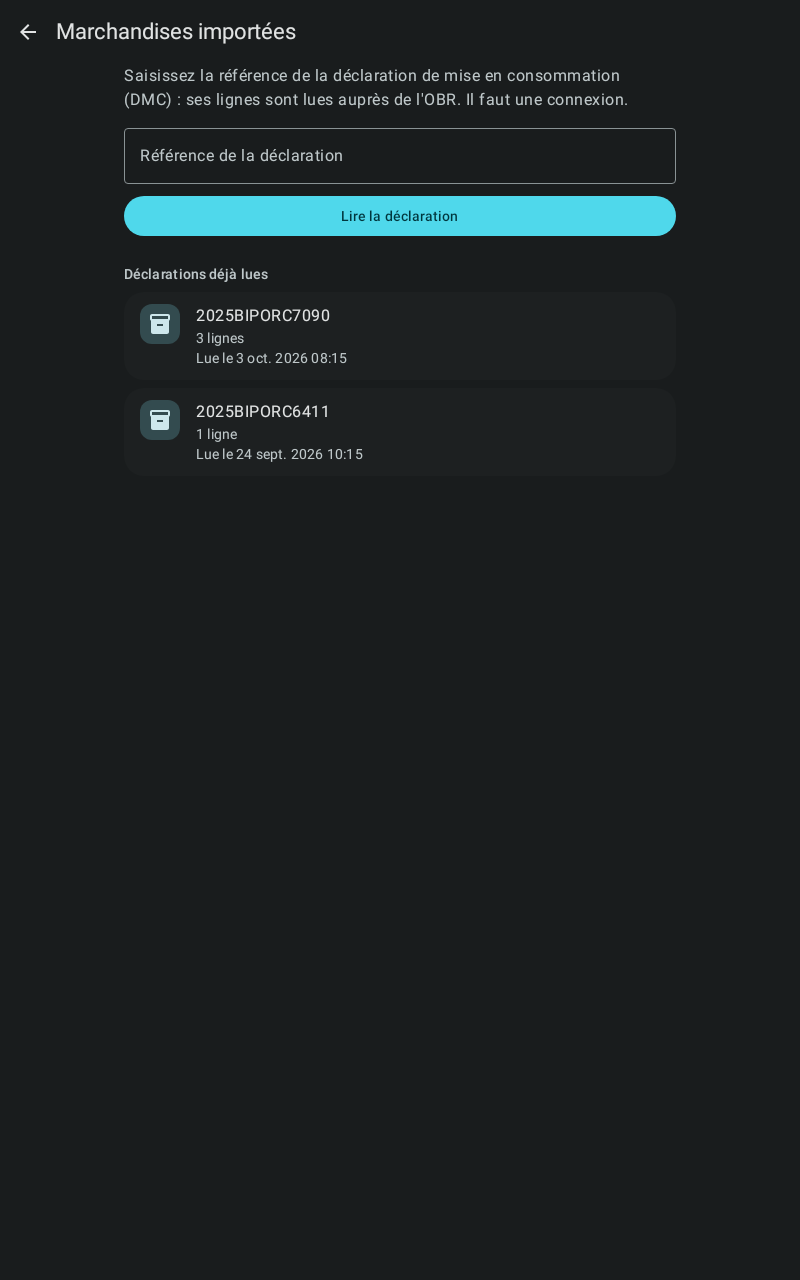 Marchandises importées
Saisissez la référence de la déclaration de mise en consommation
(DMC) : ses lignes sont lues auprès de l'OBR. Il faut une connexion.
Référence de la déclaration
Lire la déclaration
Déclarations déjà lues
2025BIPORC7090
3 lignes
Lue le 3 oct. 2026 08:15
2025BIPORC6411
1 ligne
Lue le 24 sept. 2026 10:15